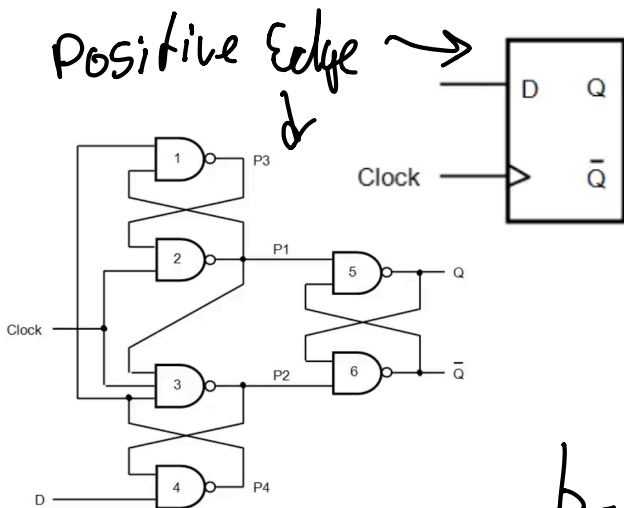 Positive Edge
D Q
Clock Q̅
1 P3
2 P1
5 Q
Clock
3 P2
6 Q̅
4 P4
D